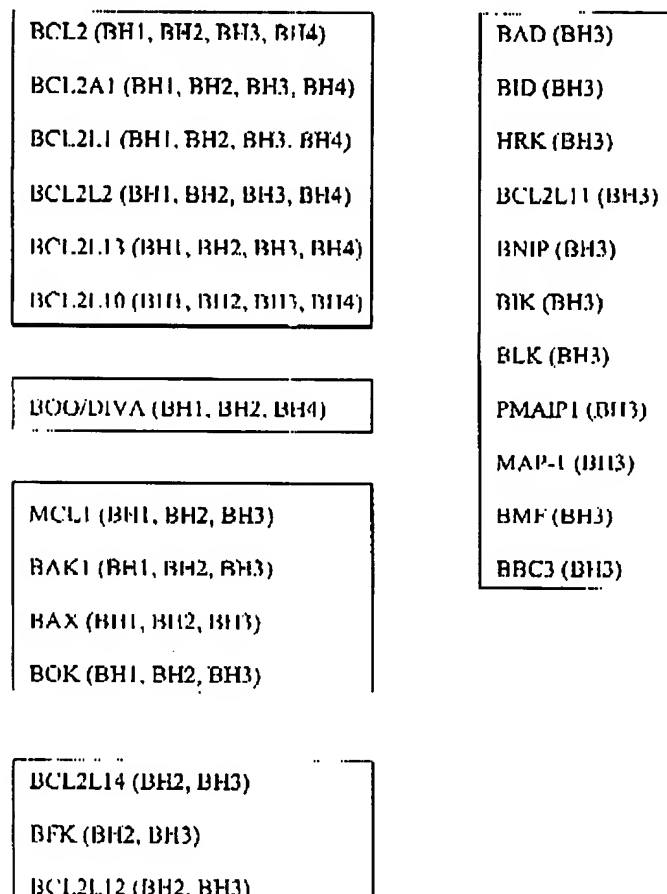 BCL2 (BH1, BH2, BH3, BH4)
BCL2A1 (BH1, BH2, BH3, BH4)
BCL2L1 (BH1, BH2, BH3. BH4)
BCL2L2 (BH1, BH2, BH3, BH4)
BCL2L13 (BH1, BH2, BH3, BH4)
BCL2L10 (BH1, BH2, BH3, BH4)
BOO/DIVA (BH1, BH2, BH4)
MCL1 (BH1, BH2, BH3)
BAK1 (BH1, BH2, BH3)
BAX (BH1, BH2, BH3)
BOK (BH1, BH2, BH3)
BCL2L14 (BH2, BH3)
BFK (BH2, BH3)
BCL2L12 (BH2, BH3)
BAD (BH3)
BID (BH3)
HRK (BH3)
BCL2L11 (BH3)
BNIP (BH3)
BIK (BH3)
BLK (BH3)
PMAIP1 (BH3)
MAP-1 (BH3)
BMF (BH3)
BBC3 (BH3)